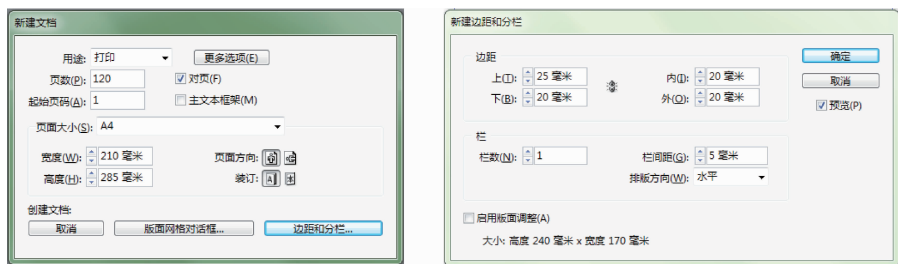 新建文档
用途: 打印
更多选项(E)
页数(P): 120
对页(F)
起始页码(A): 1
主文本框架(M)
页面大小(S): A4
宽度(W): 210 毫米
页面方向:
高度(H): 285 毫米
装订:
创建文档:
取消
版面网格对话框...
边距和分栏...
新建边距和分栏
边距
上(T): 25 毫米
内(I): 20 毫米
下(B): 20 毫米
外(O): 20 毫米
确定
取消
预览(P)
栏
栏数(N): 1
栏间距(G): 5 毫米
排版方向(W): 水平
启用版面调整(A)
大小: 高度 240 毫米 x 宽度 170 毫米